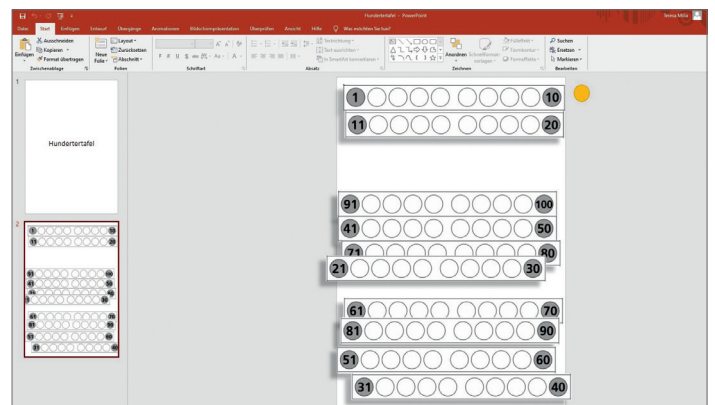 Hundertertafel – PowerPoint
Teresa Milla
Datei Start Einfügen Entwurf Übergänge Animationen Bildschirmpräsentation Überprüfen Ansicht Hilfe Was möchten Sie tun?
Einfügen
Ausschneiden
Kopieren
Format übertragen
Zwischenablage
Neue Folie
Layout
Zurücksetzen
Abschnitt
Folien
F K U S
Schriftart
Textrichtung
Text ausrichten
In SmartArt konvertieren
Absatz
Anordnen
Schnellformatvorlagen
Fülleffekt
Formkontur
Formeffekte
Zeichnen
Suchen
Ersetzen
Markieren
Bearbeiten
1
Hundertertafel
2
1 10
11 20
91 100
41 50
71 80
21 30
61 70
81 90
51 60
31 40